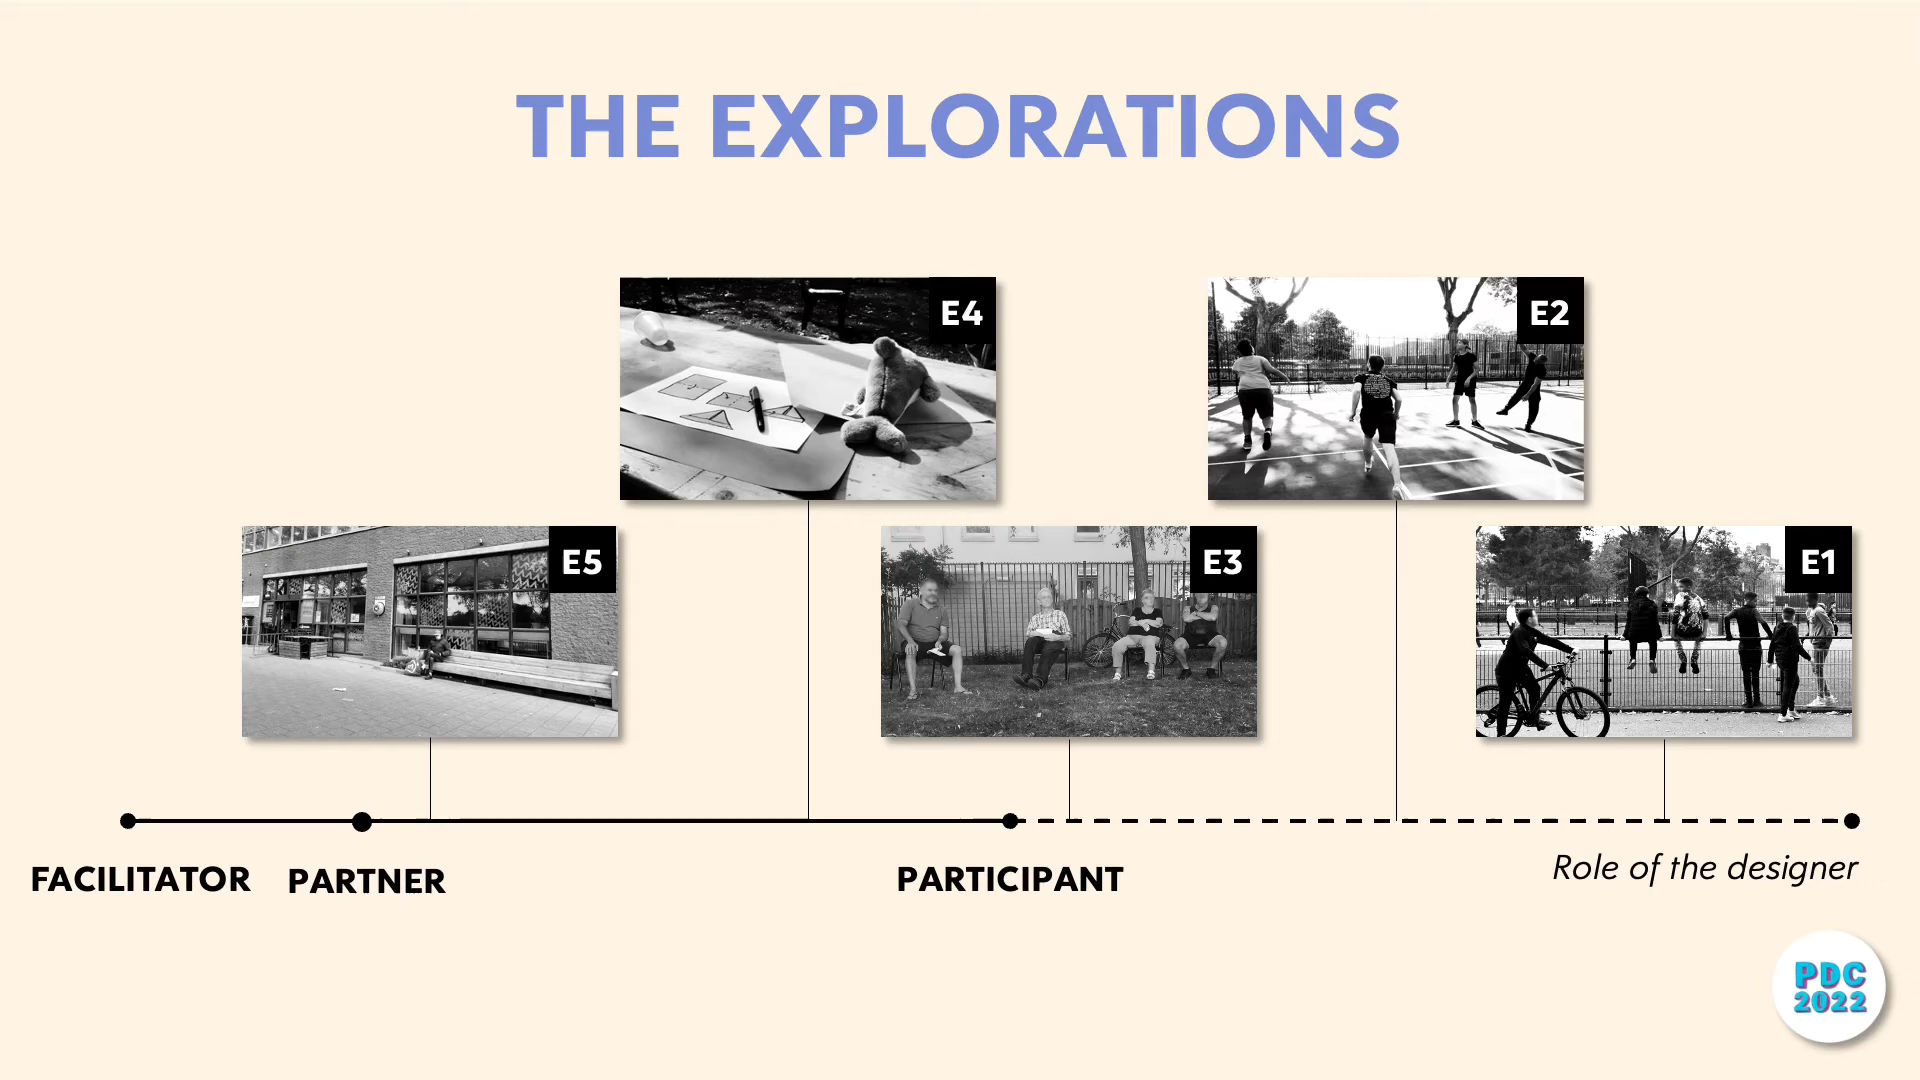 THE EXPLORATIONS
E4
E2
E5
E3
E1
FACILITATOR
PARTNER
PARTICIPANT
Role of the designer
PDC
2022